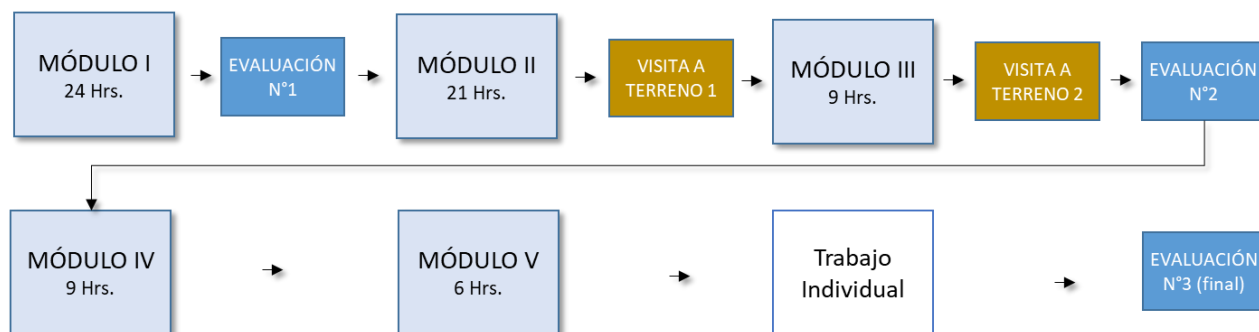 MÓDULO I
24 Hrs.
EVALUACIÓN
N°1
MÓDULO II
21 Hrs.
VISITA A
TERRENO 1
MÓDULO III
9 Hrs.
VISITA A
TERRENO 2
EVALUACIÓN
N°2
MÓDULO IV
9 Hrs.
MÓDULO V
6 Hrs.
Trabajo
Individual
EVALUACIÓN
N°3 (final)